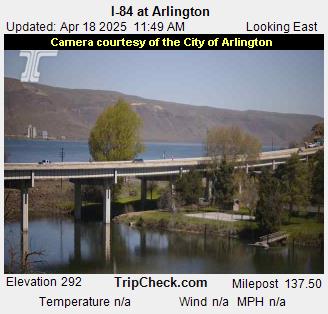 I-84 at Arlington
Updated: Apr 18 2025 11:49 AM Looking East
Camera courtesy of the City of Arlington
Elevation 292 TripCheck.com Milepost 137.50
Temperature n/a Wind n/a MPH n/a